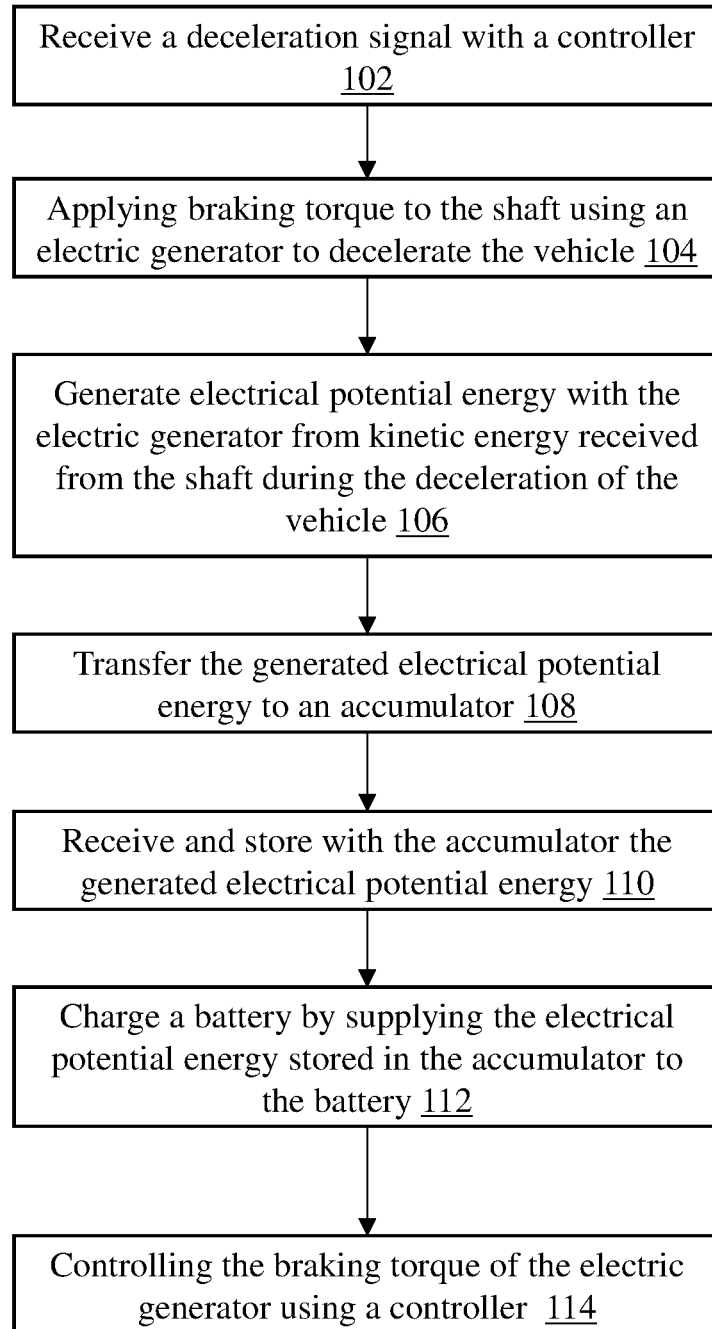 Receive a deceleration signal with a controller
102
Applying braking torque to the shaft using an
electric generator to decelerate the vehicle 104
Generate electrical potential energy with the
electric generator from kinetic energy received
from the shaft during the deceleration of the
vehicle 106
Transfer the generated electrical potential
energy to an accumulator 108
Receive and store with the accumulator the
generated electrical potential energy 110
Charge a battery by supplying the electrical
potential energy stored in the accumulator to
the battery 112
Controlling the braking torque of the electric
generator using a controller 114